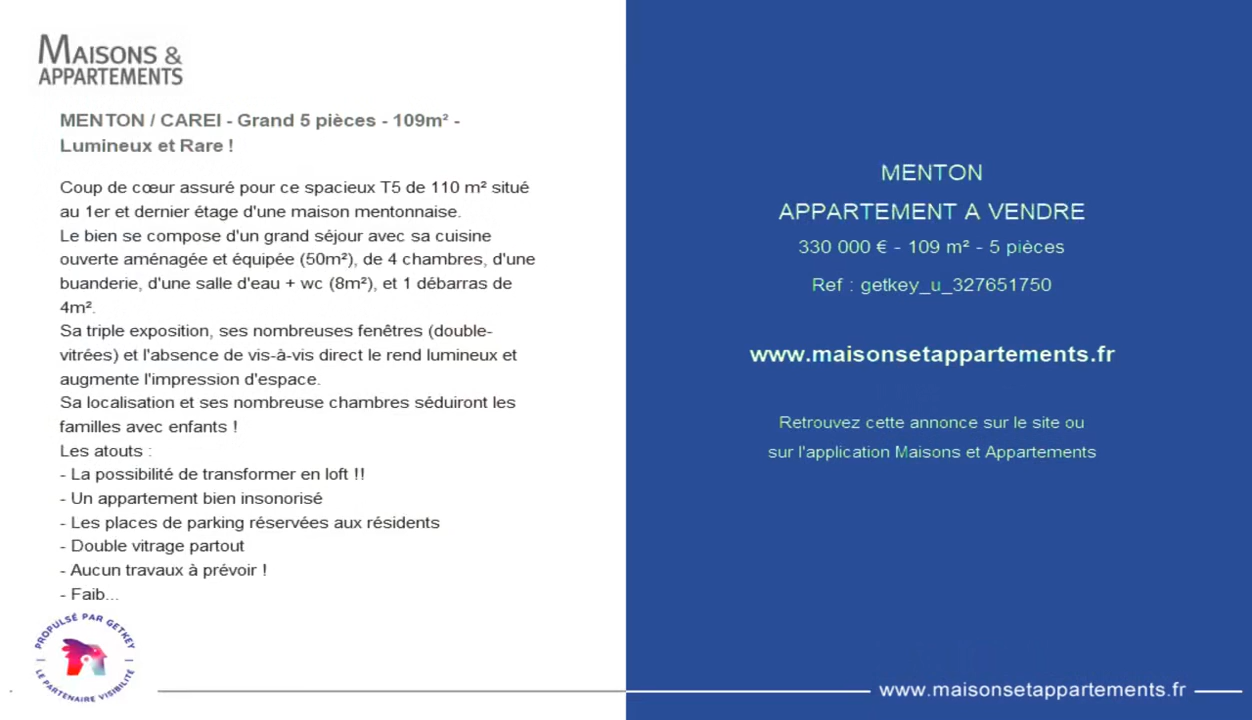 MAISONS &
APPARTEMENTS
MENTON / CAREI - Grand 5 pièces - 109m² -
Lumineux et Rare !
Coup de cœur assuré pour ce spacieux T5 de 110 m² situé
au 1er et dernier étage d'une maison mentonnaise.
Le bien se compose d'un grand séjour avec sa cuisine
ouverte aménagée et équipée (50m²), de 4 chambres, d'une
buanderie, d'une salle d'eau + wc (8m²), et 1 débarras de
4m².
Sa triple exposition, ses nombreuses fenêtres (double-
vitrées) et l'absence de vis-à-vis direct le rend lumineux et
augmente l'impression d'espace.
Sa localisation et ses nombreuse chambres séduiront les
familles avec enfants !
Les atouts :
- La possibilité de transformer en loft !!
- Un appartement bien insonorisé
- Les places de parking réservées aux résidents
- Double vitrage partout
- Aucun travaux à prévoir !
- Faib...
PROPULSÉ PAR GETKEY
LE PARTENAIRE VISIBILITÉ
MENTON
APPARTEMENT A VENDRE
330 000 € - 109 m² - 5 pièces
Ref : getkey_u_327651750
www.maisonsetappartements.fr
Retrouvez cette annonce sur le site ou
sur l'application Maisons et Appartements
www.maisonsetappartements.fr